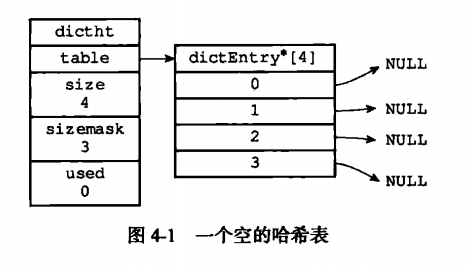 dictht
table
size
4
sizemask
3
used
0
dictEntry*[4]
0
1
2
3
NULL
NULL
NULL
NULL
图 4-1 一个空的哈希表